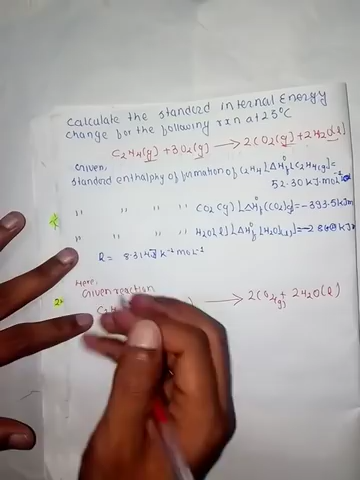 Calculate the standard internal Energy
change for the following rxn at 25°C
C2H4(g) + 3O2(g) → 2CO2(g) + 2H2O(l)
Given,
standard enthalpy of formation of C2H4 [ΔH°f (C2H4(g)] =
52.30 kJ mol-1
" " " CO2(g) [ΔH°f (CO2(g)] = -393.5 kJ m
" " " H2O(l) [ΔH°f H2O(l)] =
R = 8.314 J K-1 mol-1
Here,
Given reaction
→ 2CO2(g) + 2H2O(l)